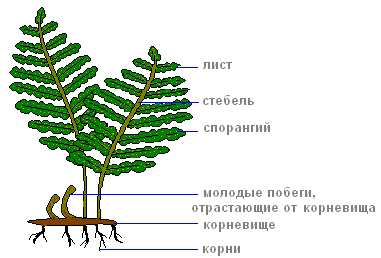 лист
стебель
спорангий
молодые побеги,
отрастающие от корневища
корневище
корни